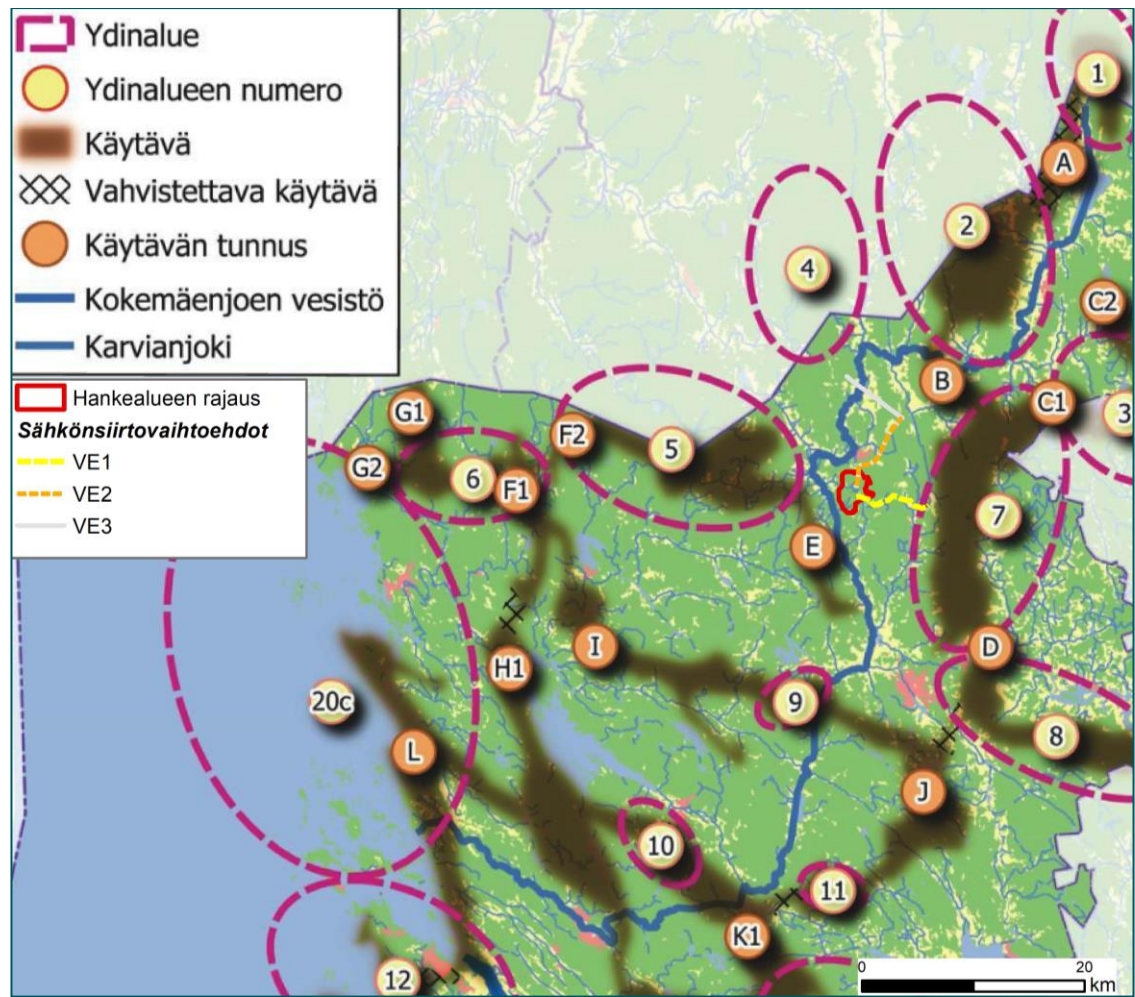 Ydinalue
Ydinalueen numero
Käytävä
Vahvistettava käytävä
Käytävän tunnus
Kokemäenjoen vesistö
Karvianjoki
Hankealueen rajaus
Sähkönsiirtovaihtoehdot
VE1
VE2
VE3
1
A
2
4
C2
B
C1
3
G1
F2
5
G2
6
F1
7
E
I
D
H1
9
20c
8
L
J
10
11
K1
12
0 20
km